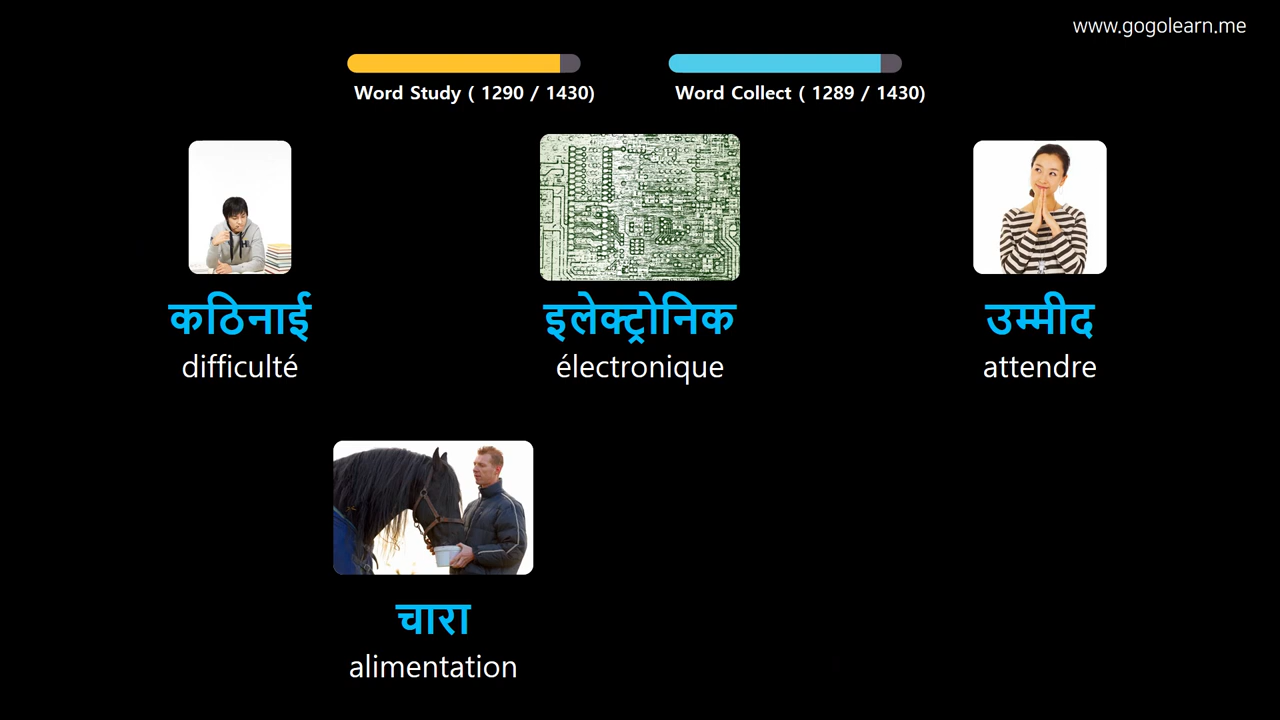 www.gogolearn.me
Word Study ( 1290 / 1430)
Word Collect ( 1289 / 1430)
कठिनाई
difficulté
इलेक्ट्रोनिक
électronique
उम्मीद
attendre
चारा
alimentation